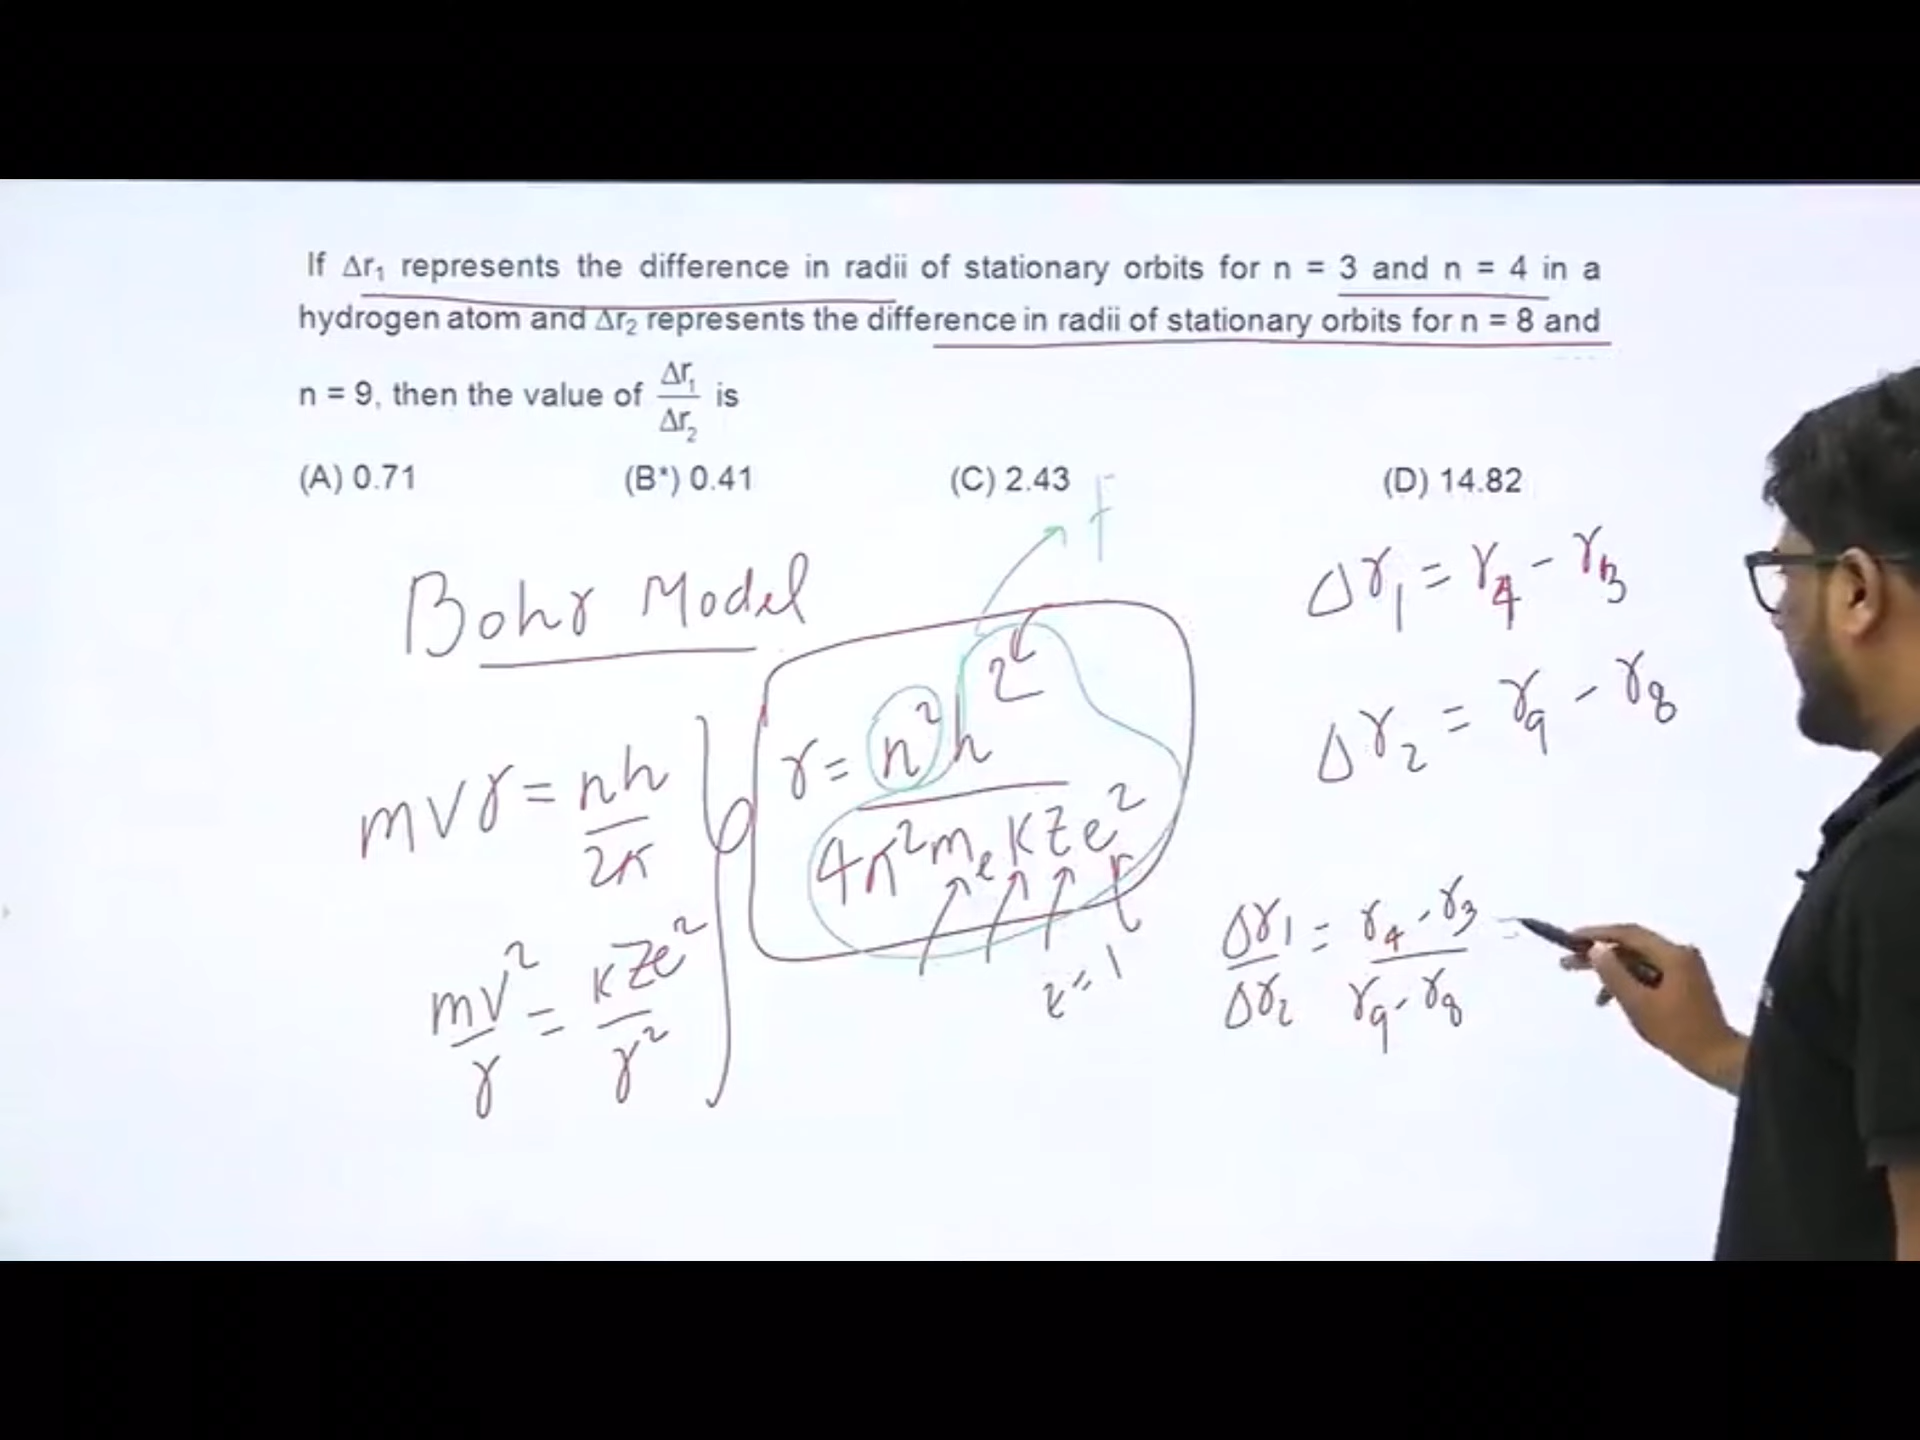 If Δr₁ represents the difference in radii of stationary orbits for n = 3 and n = 4 in a
hydrogen atom and Δr₂ represents the difference in radii of stationary orbits for n = 8 and
n = 9, then the value of Δr₁/Δr₂ is
(A) 0.71 (B*) 0.41 (C) 2.43 (D) 14.82
Bohr Model
mvr = nh/2π
mv²/r = kZe²/r²
r = n²h²/4π²mₑkZe²
z = 1
Δr₁ = r₄ - r₃
Δr₂ = r₉ - r₈
Δr₁/Δr₂ = r₄ - r₃/r₉ - r₈